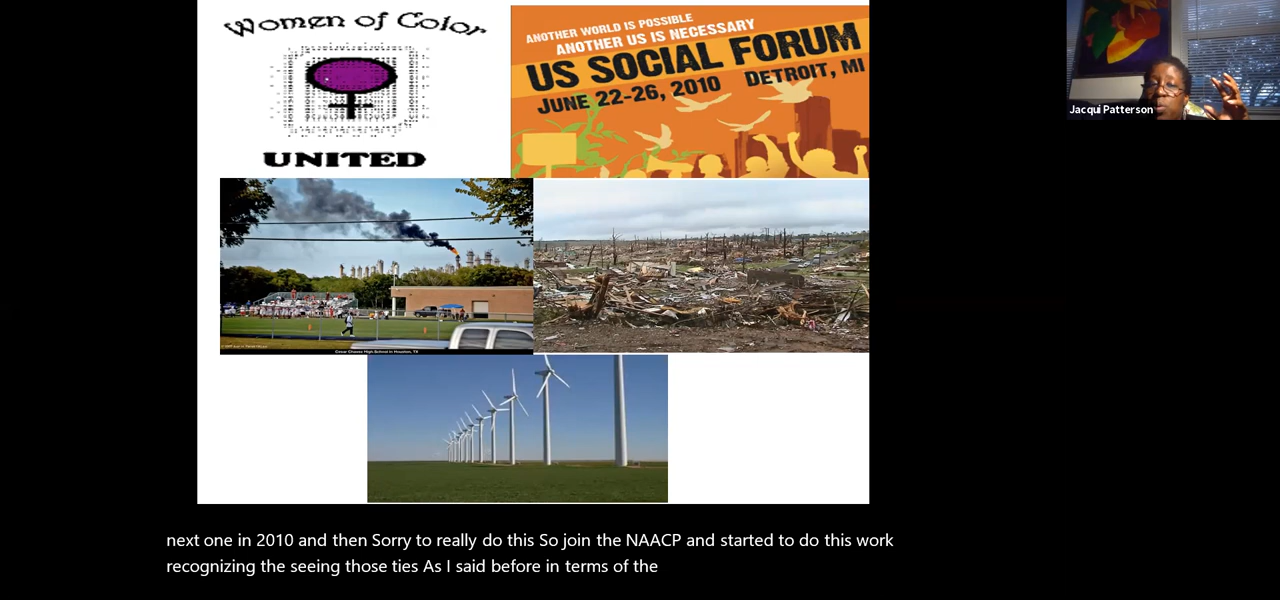 Women of Color
UNITED
ANOTHER WORLD IS POSSIBLE
ANOTHER US IS NECESSARY
US SOCIAL FORUM
JUNE 22-26, 2010 DETROIT, MI
Jacqui Patterson
Cesar Chavez High School in Houston, TX
next one in 2010 and then Sorry to really do this So join the NAACP and started to do this work
recognizing the seeing those ties As I said before in terms of the